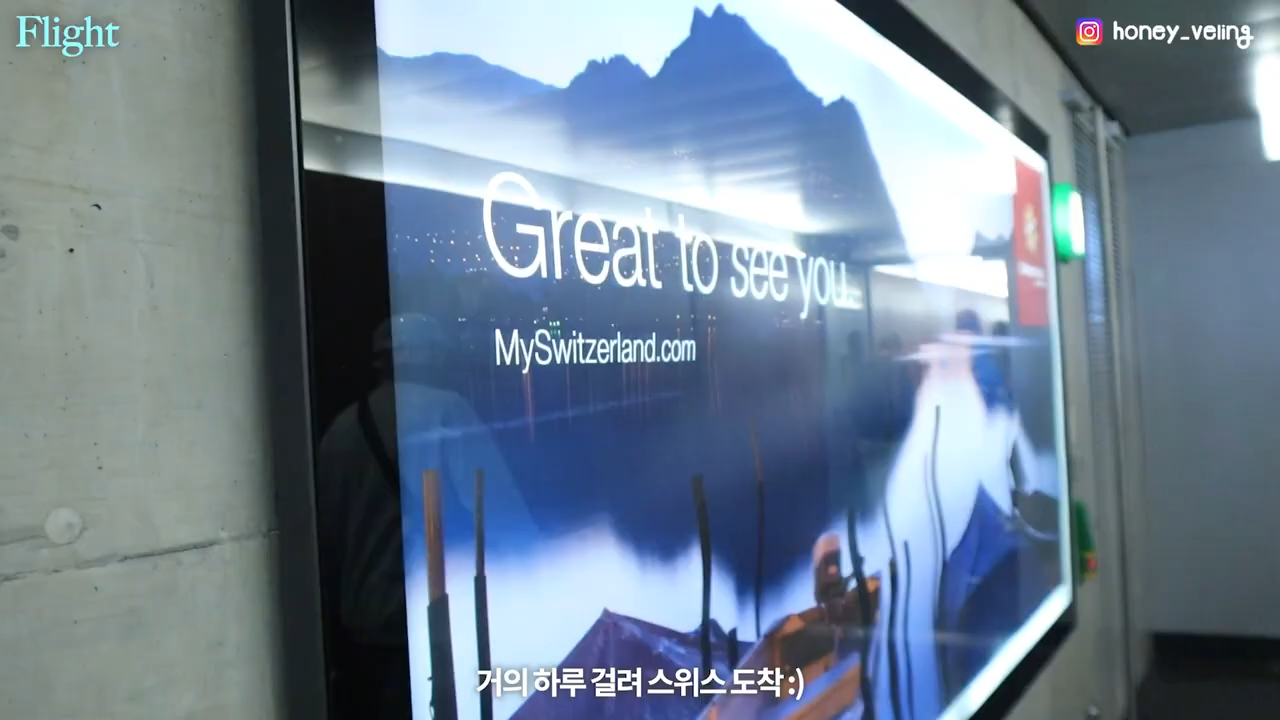 Flight
honey_veling
Great to see you.
MySwitzerland.com
거의 하루 걸려 스위스 도착 :)